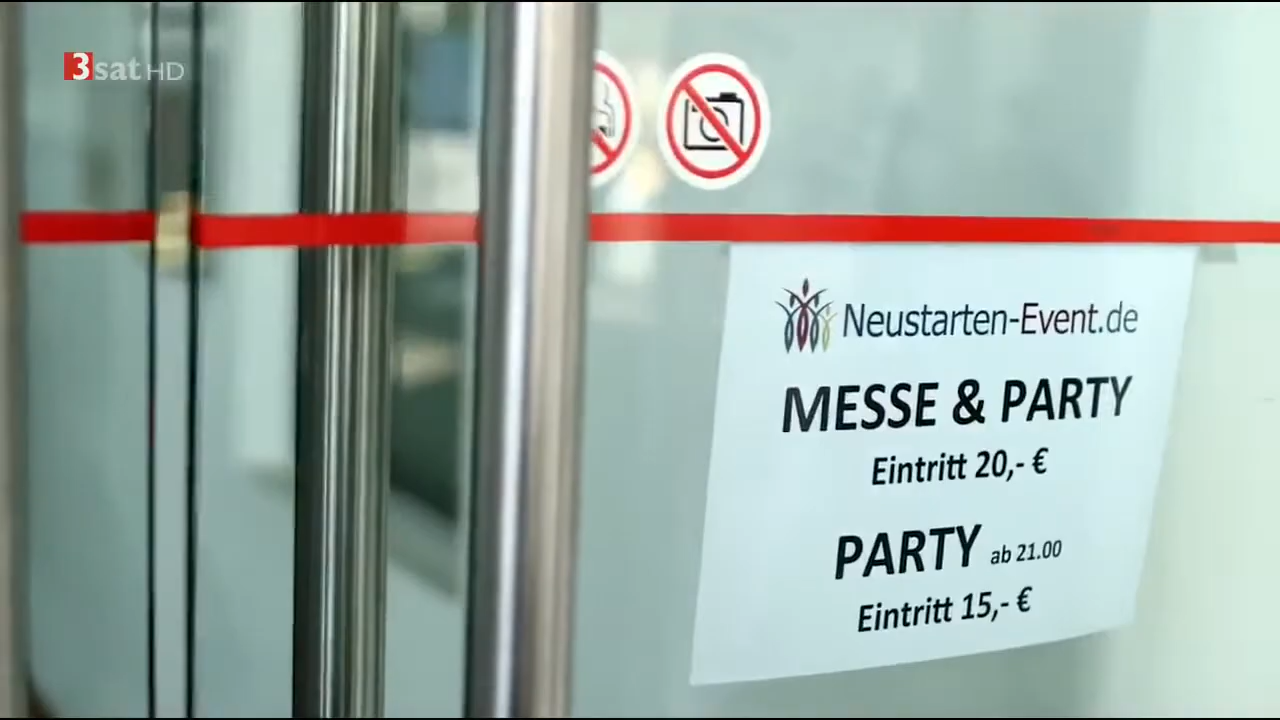 3sat HD
Neustarten-Event.de
MESSE & PARTY
Eintritt 20,- €
PARTY ab 21.00
Eintritt 15,- €